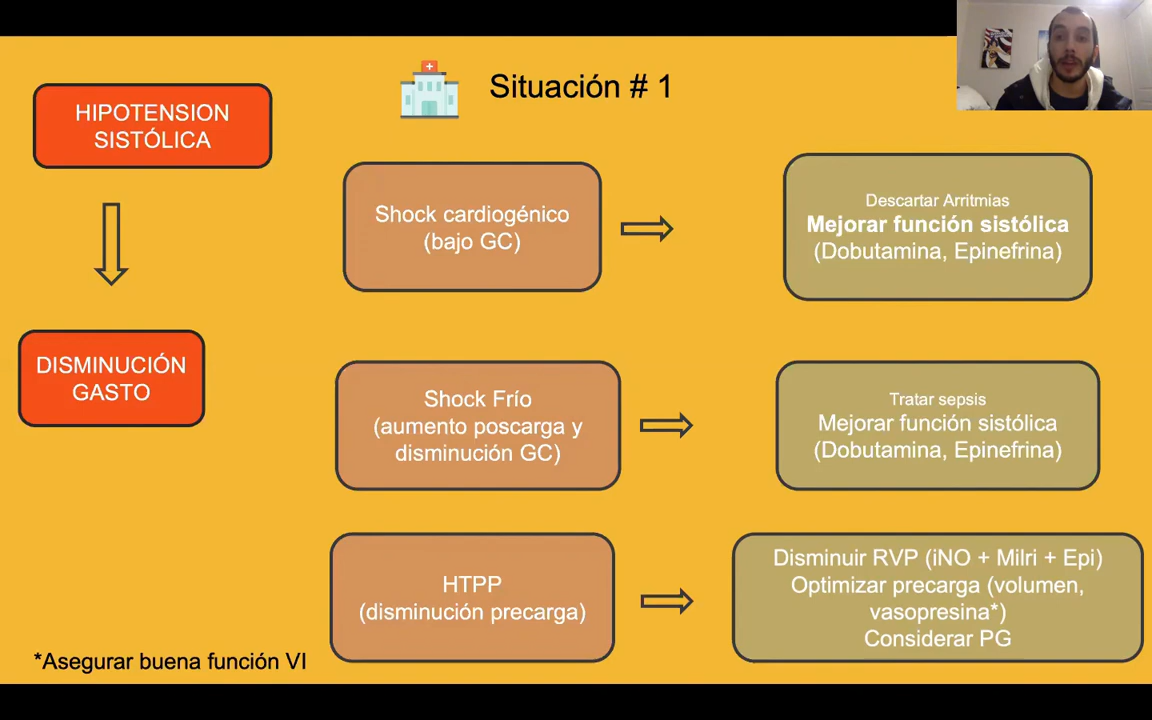 Situación # 1
HIPOTENSION
SISTÓLICA
DISMINUCIÓN
GASTO
Shock cardiogénico
(bajo GC)
Descartar Arritmias
Mejorar función sistólica
(Dobutamina, Epinefrina)
Shock Frío
(aumento poscarga y
disminución GC)
Tratar sepsis
Mejorar función sistólica
(Dobutamina, Epinefrina)
HTPP
(disminución precarga)
Disminuir RVP (iNO + Milri + Epi)
Optimizar precarga (volumen,
vasopresina*)
Considerar PG
*Asegurar buena función VI